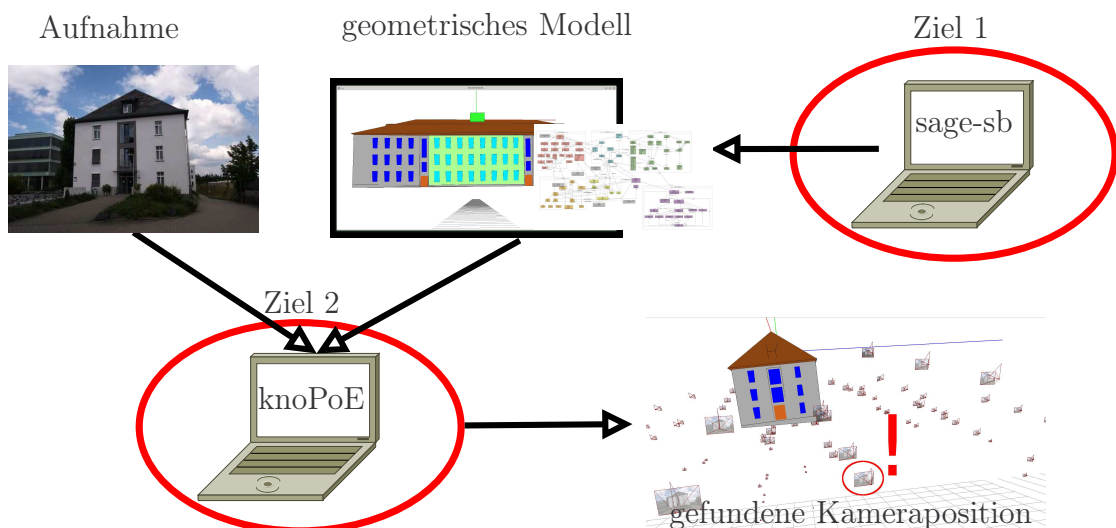 Aufnahme
geometrisches Modell
Ziel 1
sage-sb
Ziel 2
knoPoE
!
gefundene Kameraposition